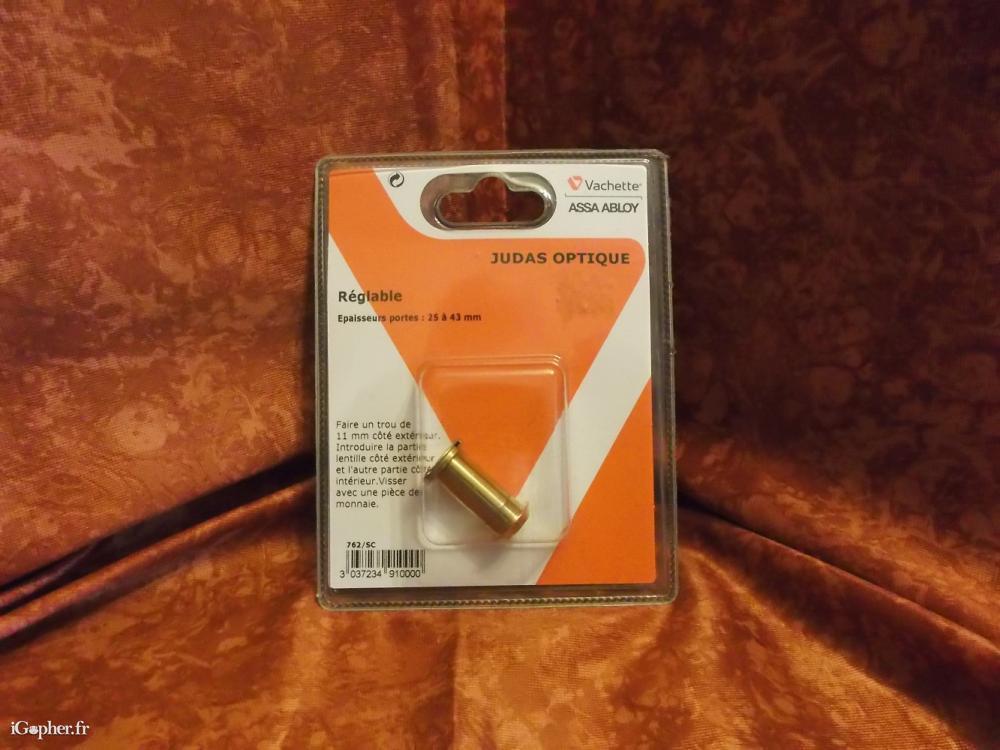 Vachette
ASSA ABLOY
JUDAS OPTIQUE
Réglable
Epaisseurs portes : 25 à 43 mm
Faire un trou de
11 mm côté extérieur.
Introduire la partie
lentille côté extérieur
et l'autre partie côté
intérieur.Visser
avec une pièce de
monnaie.
762/SC
3 037234 910000
iGopher.fr